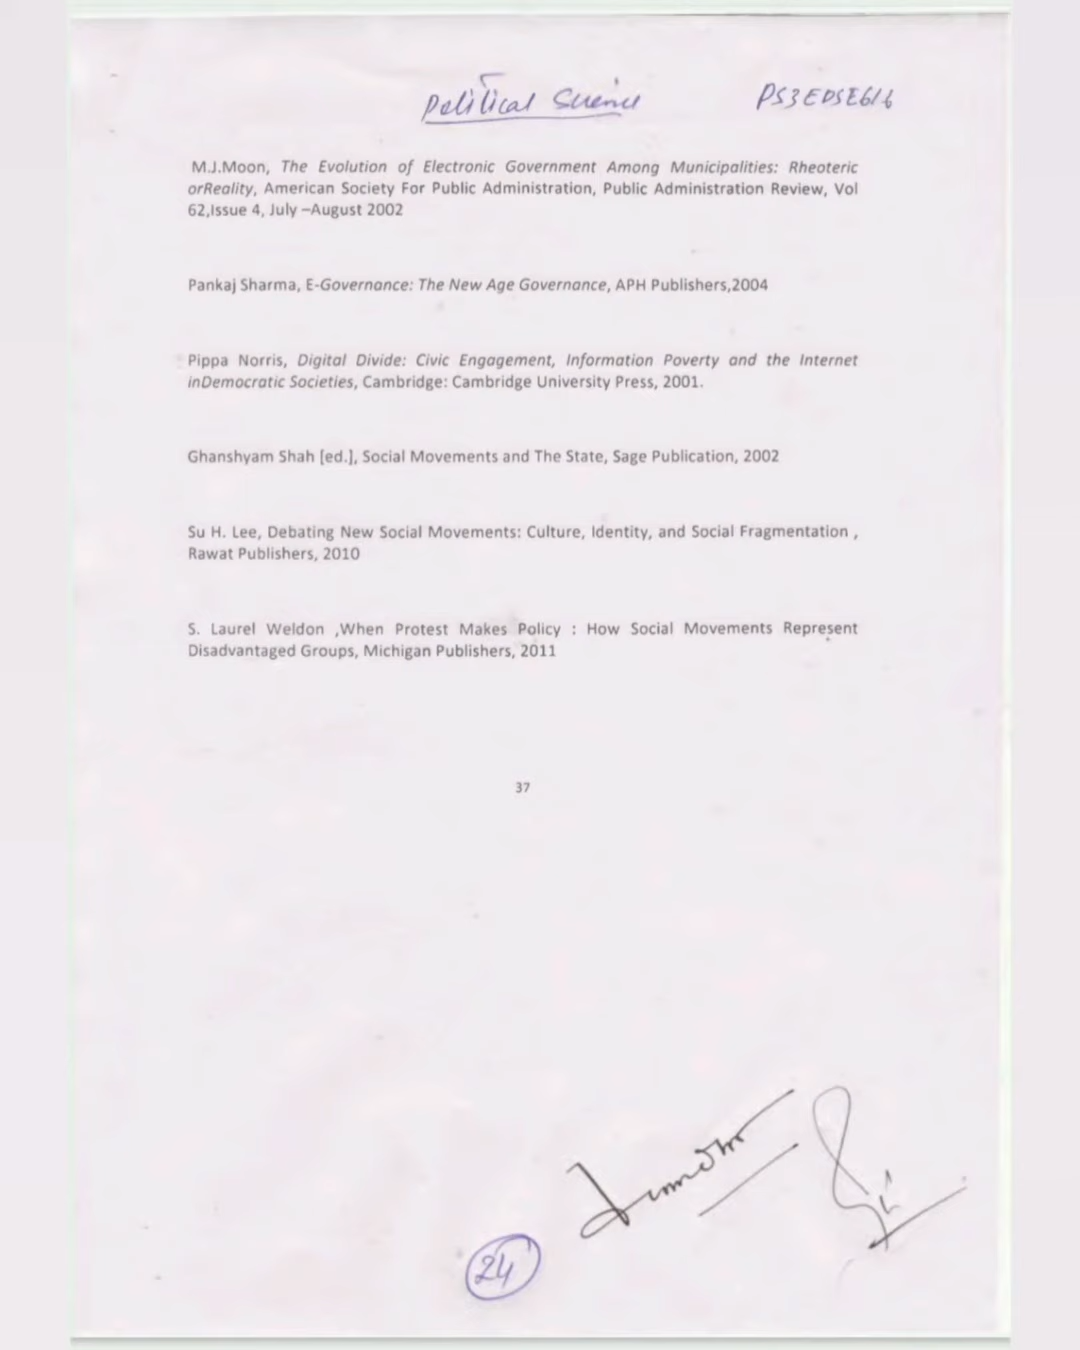 Political Science PS3EDSE616
M.J.Moon, The Evolution of Electronic Government Among Municipalities: Rheoteric
orReality, American Society For Public Administration, Public Administration Review, Vol
62,Issue 4, July –August 2002
Pankaj Sharma, E-Governance: The New Age Governance, APH Publishers,2004
Pippa Norris, Digital Divide: Civic Engagement, Information Poverty and the Internet
inDemocratic Societies, Cambridge: Cambridge University Press, 2001.
Ghanshyam Shah [ed.], Social Movements and The State, Sage Publication, 2002
Su H. Lee, Debating New Social Movements: Culture, Identity, and Social Fragmentation ,
Rawat Publishers, 2010
S. Laurel Weldon ,When Protest Makes Policy : How Social Movements Represent
Disadvantaged Groups, Michigan Publishers, 2011
37
24